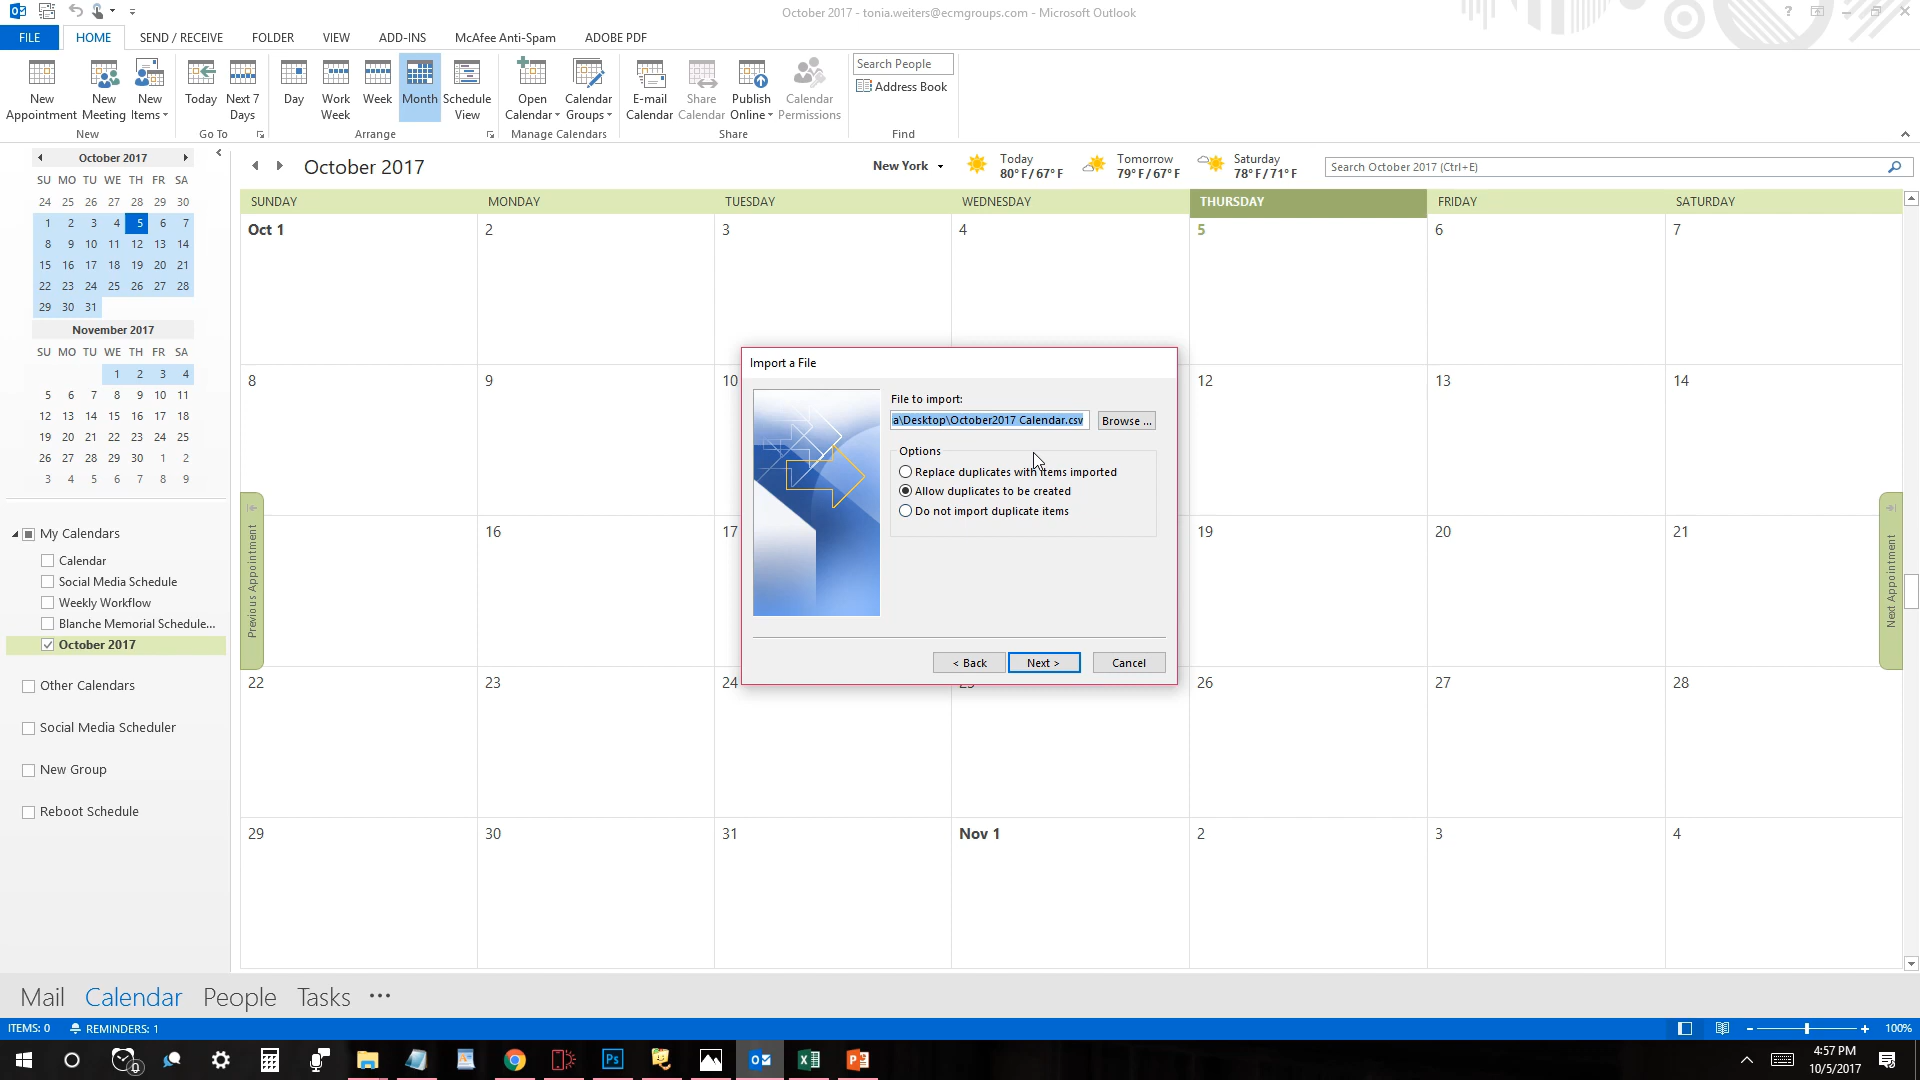 October 2017 - tonia.weiters@ecmgroups.com - Microsoft Outlook
FILE HOME SEND / RECEIVE FOLDER VIEW ADD-INS McAfee Anti-Spam ADOBE PDF
New Appointment
New Meeting
New Items
New
Today
Next 7 Days
Go To
Day
Work Week
Week
Month
Schedule View
Arrange
Open Calendar
Calendar Groups
Manage Calendars
E-mail Calendar
Share Calendar
Publish Online
Calendar Permissions
Share
Search People
Address Book
Find
October 2017
SU MO TU WE TH FR SA
24 25 26 27 28 29 30
1 2 3 4 5 6 7
8 9 10 11 12 13 14
15 16 17 18 19 20 21
22 23 24 25 26 27 28
29 30 31
November 2017
SU MO TU WE TH FR SA
1 2 3 4
5 6 7 8 9 10 11
12 13 14 15 16 17 18
19 20 21 22 23 24 25
26 27 28 29 30 1 2
3 4 5 6 7 8 9
My Calendars
Calendar
Social Media Schedule
Weekly Workflow
Blanche Memorial Schedule...
October 2017
Other Calendars
Social Media Scheduler
New Group
Reboot Schedule
October 2017
New York
Today
80°F/67°F
Tomorrow
79°F/67°F
Saturday
78°F/71°F
Search October 2017 (Ctrl+E)
SUNDAY MONDAY TUESDAY WEDNESDAY THURSDAY FRIDAY SATURDAY
Oct 1 2 3 4 5 6 7
8 9 10 12 13 14
16 17 19 20 21
22 23 24 26 27 28
29 30 31 Nov 1 2 3 4
Previous Appointment
Next Appointment
Import a File
File to import:
a\Desktop\October2017 Calendar.csv
Browse ...
Options
Replace duplicates with items imported
Allow duplicates to be created
Do not import duplicate items
< Back
Next >
Cancel
Mail Calendar People Tasks ···
ITEMS: 0 REMINDERS: 1
100%
4:57 PM
10/5/2017